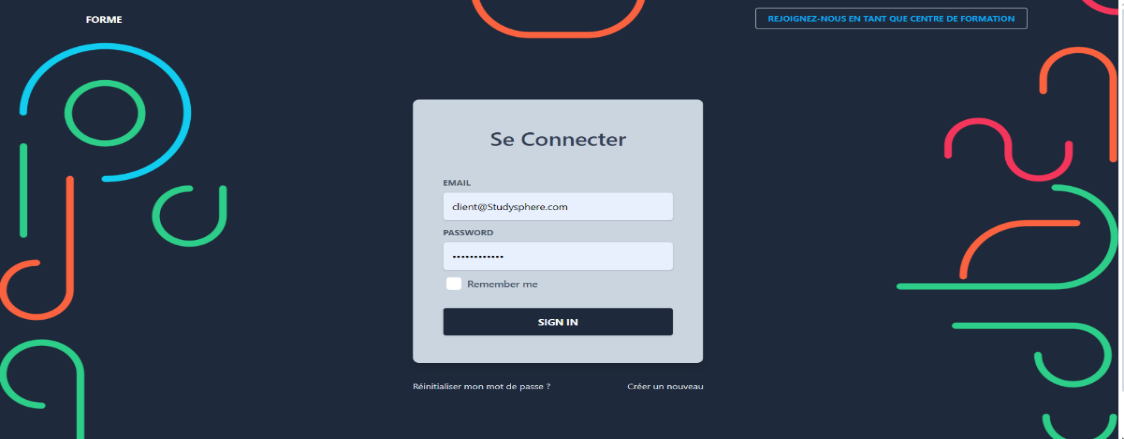 FORME
REJOIGNEZ-NOUS EN TANT QUE CENTRE DE FORMATION
Se Connecter
EMAIL
client@Studysphere.com
PASSWORD
••••••••••••
Remember me
SIGN IN
Réinitialiser mon mot de passe ?
Créer un nouveau